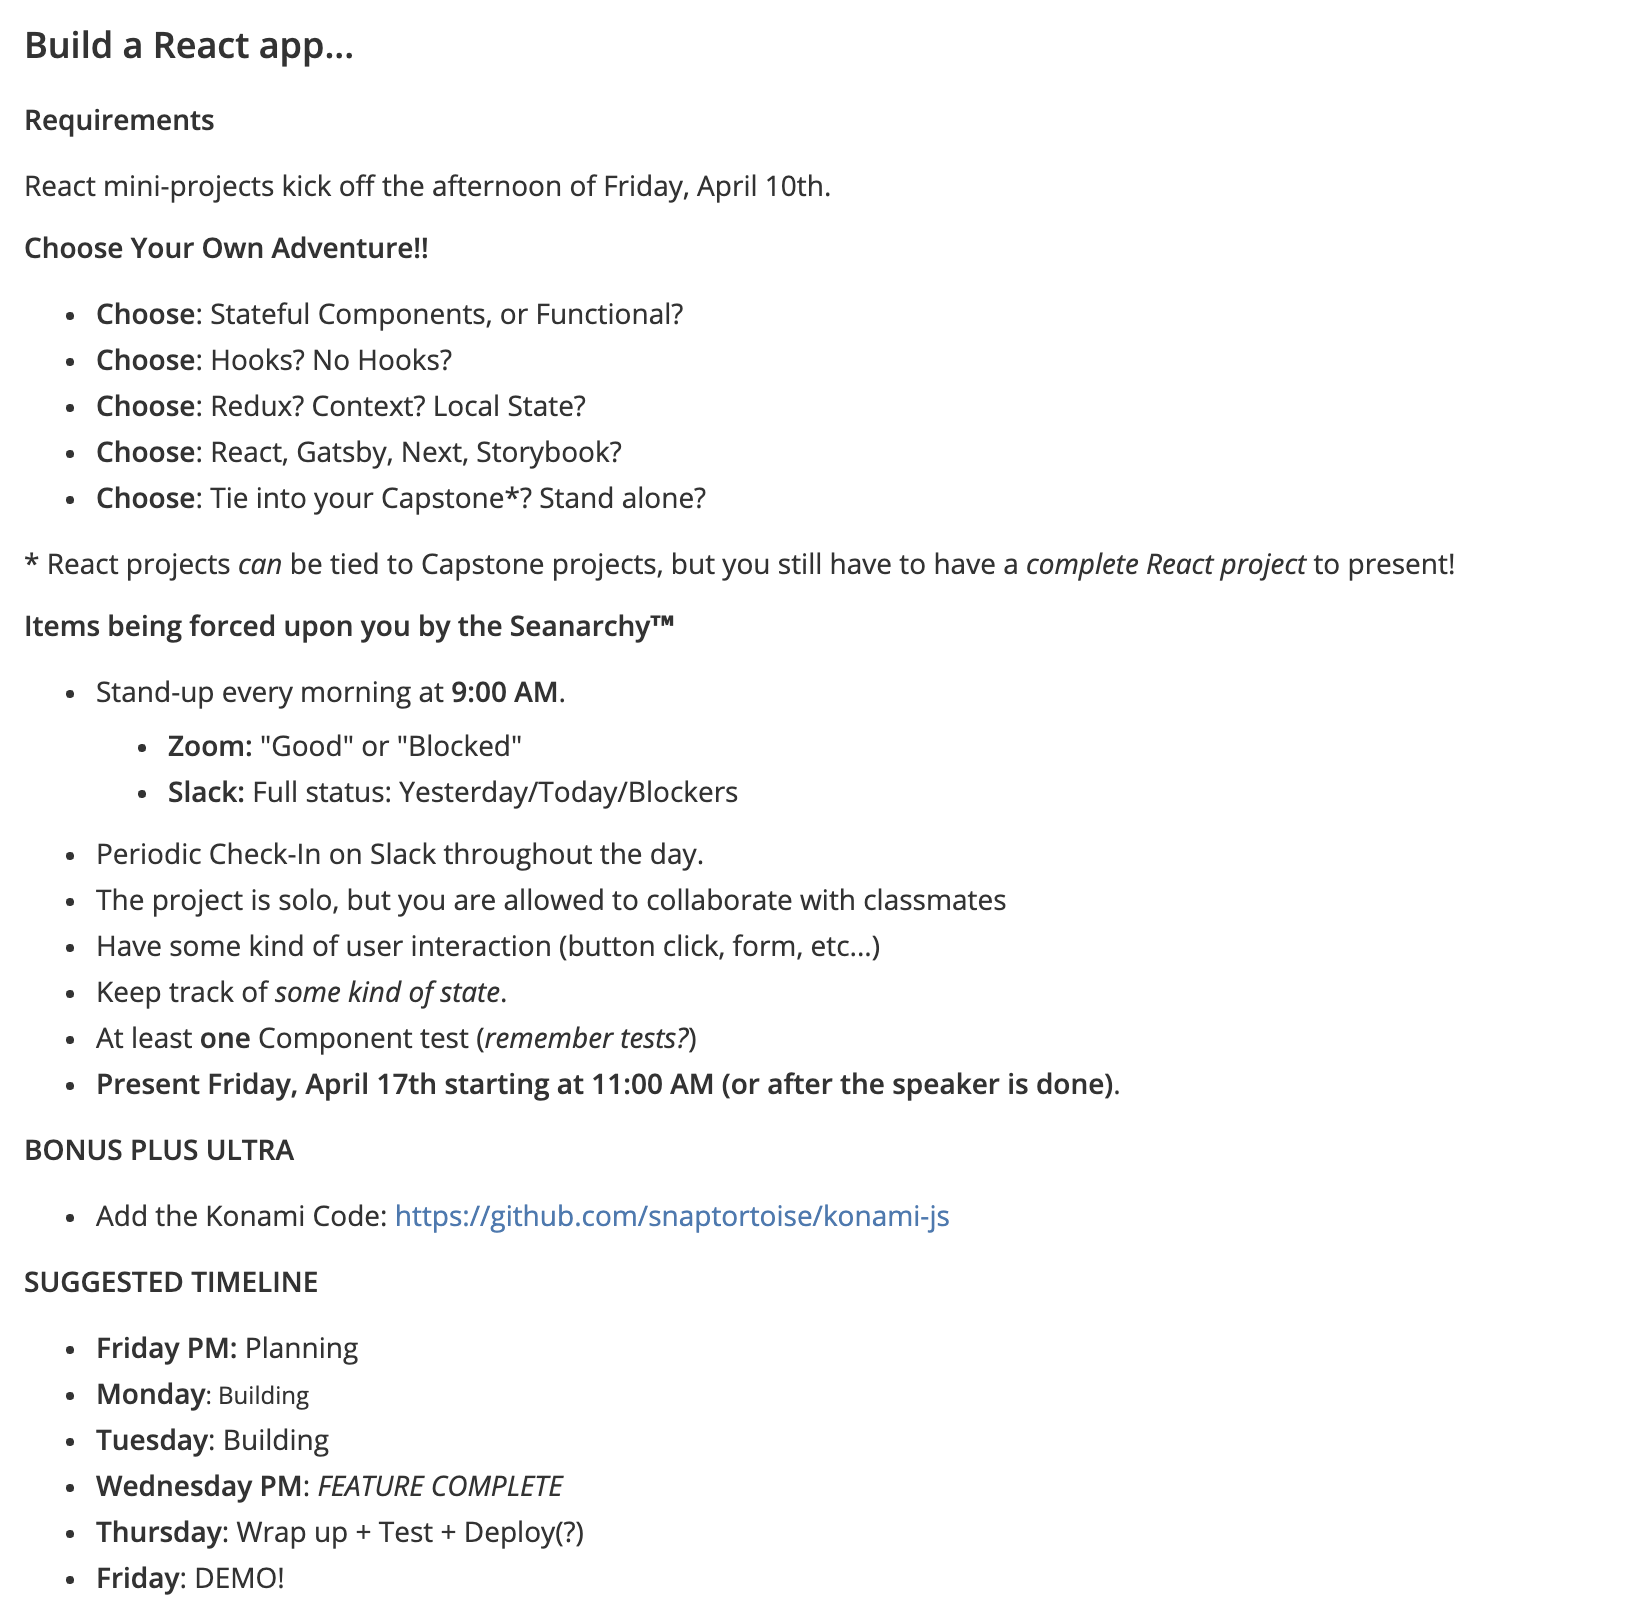 Build a React app...
Requirements
React mini-projects kick off the afternoon of Friday, April 10th.
Choose Your Own Adventure!!
• Choose: Stateful Components, or Functional?
• Choose: Hooks? No Hooks?
• Choose: Redux? Context? Local State?
• Choose: React, Gatsby, Next, Storybook?
• Choose: Tie into your Capstone*? Stand alone?
* React projects can be tied to Capstone projects, but you still have to have a complete React project to present!
Items being forced upon you by the Seanarchy™
• Stand-up every morning at 9:00 AM.
• Zoom: "Good" or "Blocked"
• Slack: Full status: Yesterday/Today/Blockers
• Periodic Check-In on Slack throughout the day.
• The project is solo, but you are allowed to collaborate with classmates
• Have some kind of user interaction (button click, form, etc...)
• Keep track of some kind of state.
• At least one Component test (remember tests?)
• Present Friday, April 17th starting at 11:00 AM (or after the speaker is done).
BONUS PLUS ULTRA
• Add the Konami Code: https://github.com/snaptortoise/konami-js
SUGGESTED TIMELINE
• Friday PM: Planning
• Monday: Building
• Tuesday: Building
• Wednesday PM: FEATURE COMPLETE
• Thursday: Wrap up + Test + Deploy(?)
• Friday: DEMO!